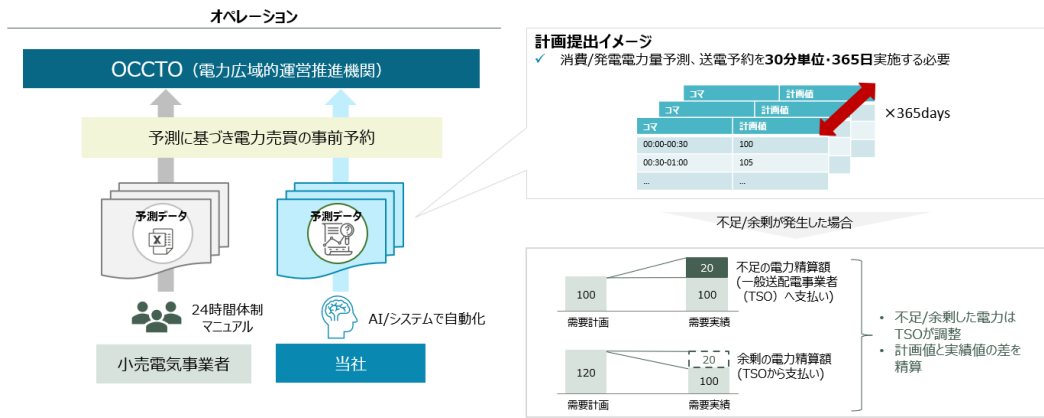 オペレーション
OCCTO（電力広域的運営推進機関）
予測に基づき電力売買の事前予約
予測データ
予測データ
24時間体制
マニュアル
AI/システムで自動化
小売電気事業者
当社
計画提出イメージ
✓ 消費/発電電力量予測、送電予約を30分単位・365日実施する必要
コマ 計画値
コマ 計画値
コマ 計画値
00:00-00:30 100
00:30-01:00 105
... ...
×365days
不足/余剰が発生した場合
100
需要計画
20
100
需要実績
不足の電力精算額
(一般送配電事業者
（TSO）へ支払い)
120
需要計画
20
100
需要実績
余剰の電力精算額
(TSOから支払い)
• 不足/余剰した電力は
TSOが調整
• 計画値と実績値の差を
精算